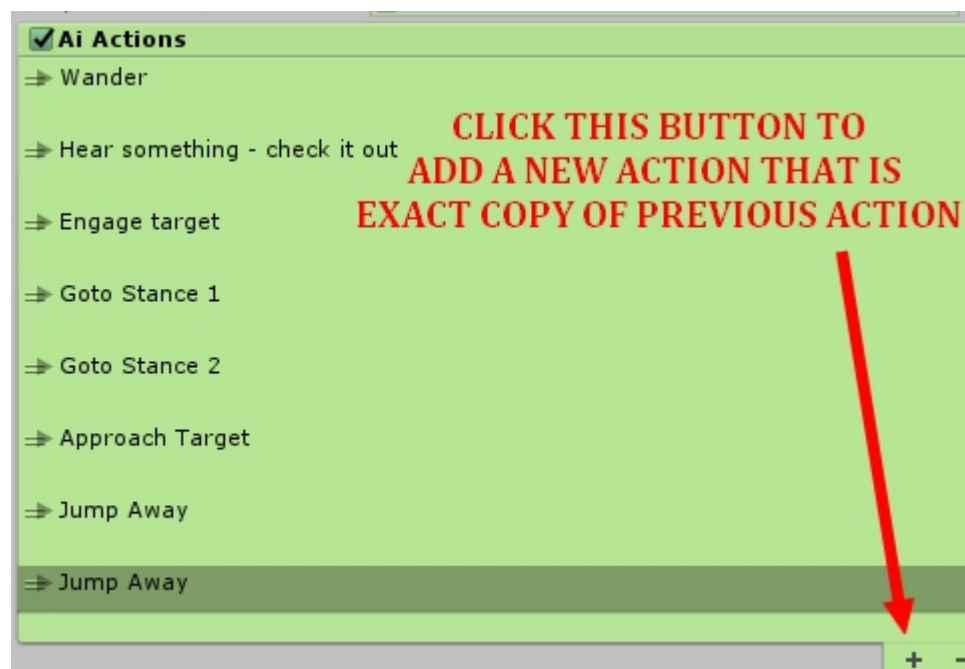 Ai Actions
Wander
CLICK THIS BUTTON TO
Hear something - check it out
ADD A NEW ACTION THAT IS
Engage target
EXACT COPY OF PREVIOUS ACTION
Goto Stance 1
Goto Stance 2
Approach Target
Jump Away
Jump Away
+ -